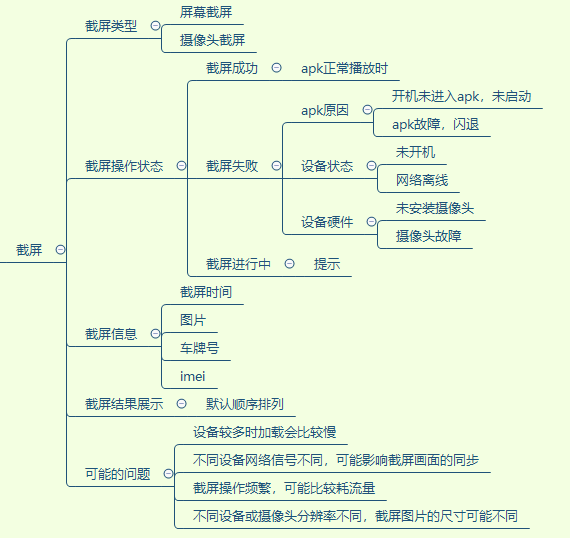 屏幕截屏
截屏类型
摄像头截屏
截屏成功
apk正常播放时
开机未进入apk，未启动
apk原因
apk故障，闪退
未开机
截屏操作状态
截屏失败
设备状态
网络离线
未安装摄像头
设备硬件
摄像头故障
截屏
截屏进行中
提示
截屏时间
图片
截屏信息
车牌号
imei
截屏结果展示
默认顺序排列
设备较多时加载会比较慢
不同设备网络信号不同，可能影响截屏画面的同步
可能的问题
截屏操作频繁，可能比较耗流量
不同设备或摄像头分辨率不同，截屏图片的尺寸可能不同